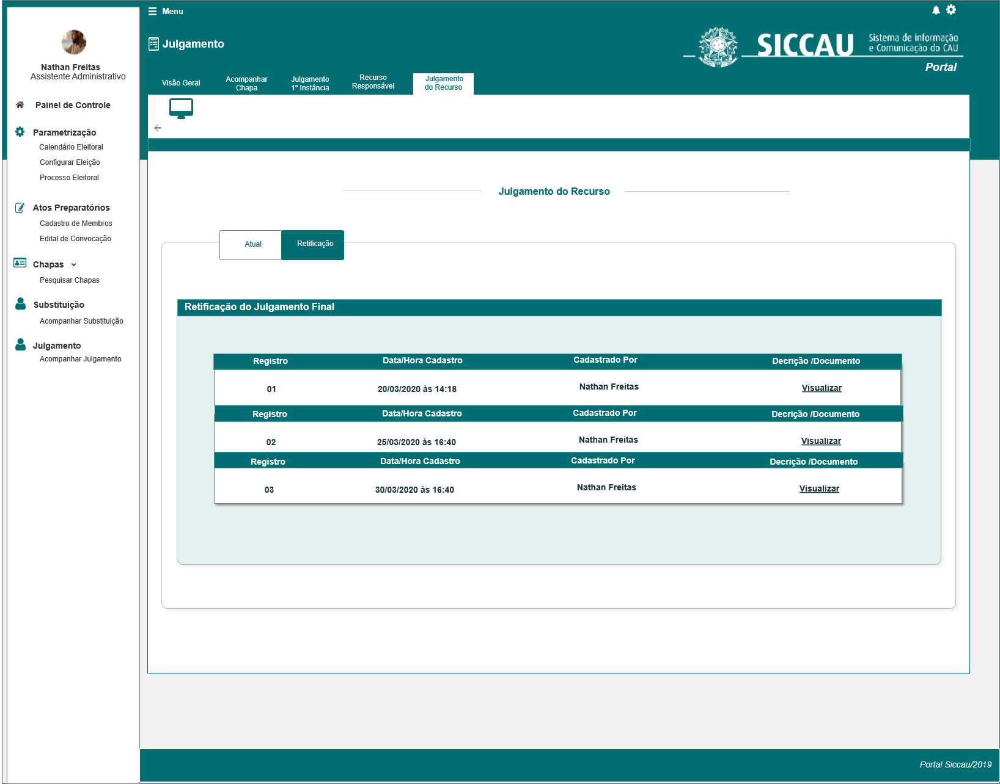 Menu
Julgamento
SICCAU
Sistema de informação
e Comunicação do CAU
Portal
Nathan Freitas
Assistente Administrativo
Painel de Controle
Parametrização
Calendário Eleitoral
Configurar Eleição
Processo Eleitoral
Atos Preparatórios
Cadastro de Membros
Edital de Convocação
Chapas
Pesquisar Chapas
Substituição
Acompanhar Substituição
Julgamento
Acompanhar Julgamento
Visão Geral
Acompanhar
Chapa
Julgamento
1º Instância
Recurso
Responsável
Julgamento
do Recurso
Julgamento do Recurso
Atual
Retificação
Retificação do Julgamento Final
Registro Data/Hora Cadastro Cadastrado Por Decrição /Documento
01 20/03/2020 às 14:18 Nathan Freitas Visualizar
Registro Data/Hora Cadastro Cadastrado Por Decrição /Documento
02 25/03/2020 às 16:40 Nathan Freitas Visualizar
Registro Data/Hora Cadastro Cadastrado Por Decrição /Documento
03 30/03/2020 às 16:40 Nathan Freitas Visualizar
Portal Siccau/2019